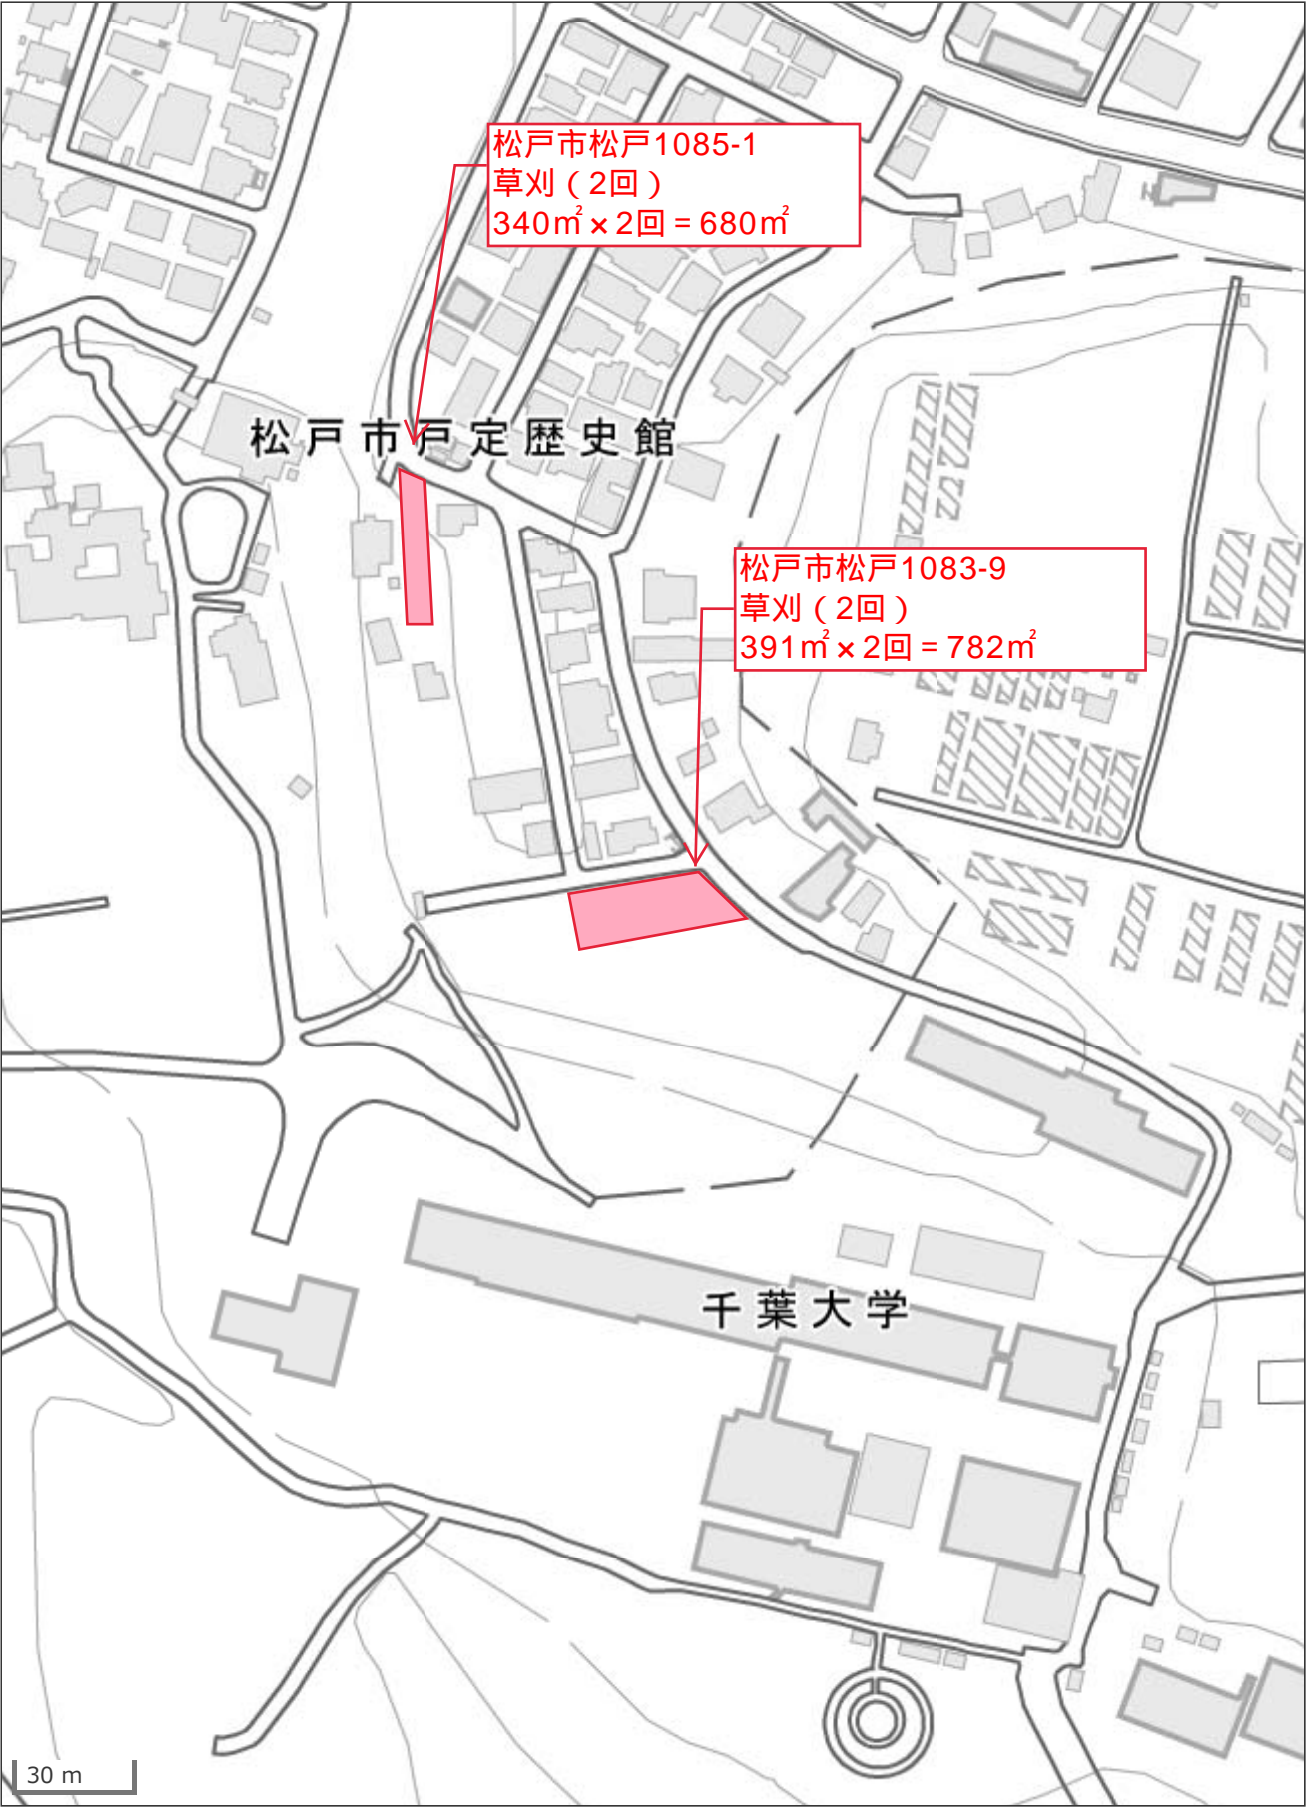 松戸市松戸1085-1
草刈（2回）
340㎡×2回=680㎡
松戸市戸定歴史館
松戸市松戸1083-9
草刈（2回）
391㎡×2回=782㎡
千葉大学
30 m